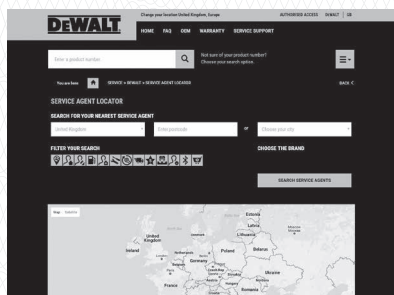 Change your location United Kingdom, Europe
AUTHORISED ACCESS DEWALT GB
DEWALT
HOME FAQ OEM WARRANTY SERVICE SUPPORT
Enter a product number
Not sure of your product number?
Choose your search option.
You are here
SERVICE » DEWALT » SERVICE AGENT LOCATOR
BACK
SERVICE AGENT LOCATOR
SEARCH FOR YOUR NEAREST SERVICE AGENT
United Kingdom
Enter postcode
or
Choose your city
FILTER YOUR SEARCH
CHOOSE THE BRAND
SEARCH SERVICE AGENTS
Map Satellite
Estonia
Latvia
Lithuania
Moscow
United Kingdom
Ireland
Netherlands
Poland
Belarus
Germany
Ukraine
Austria
France
Romania